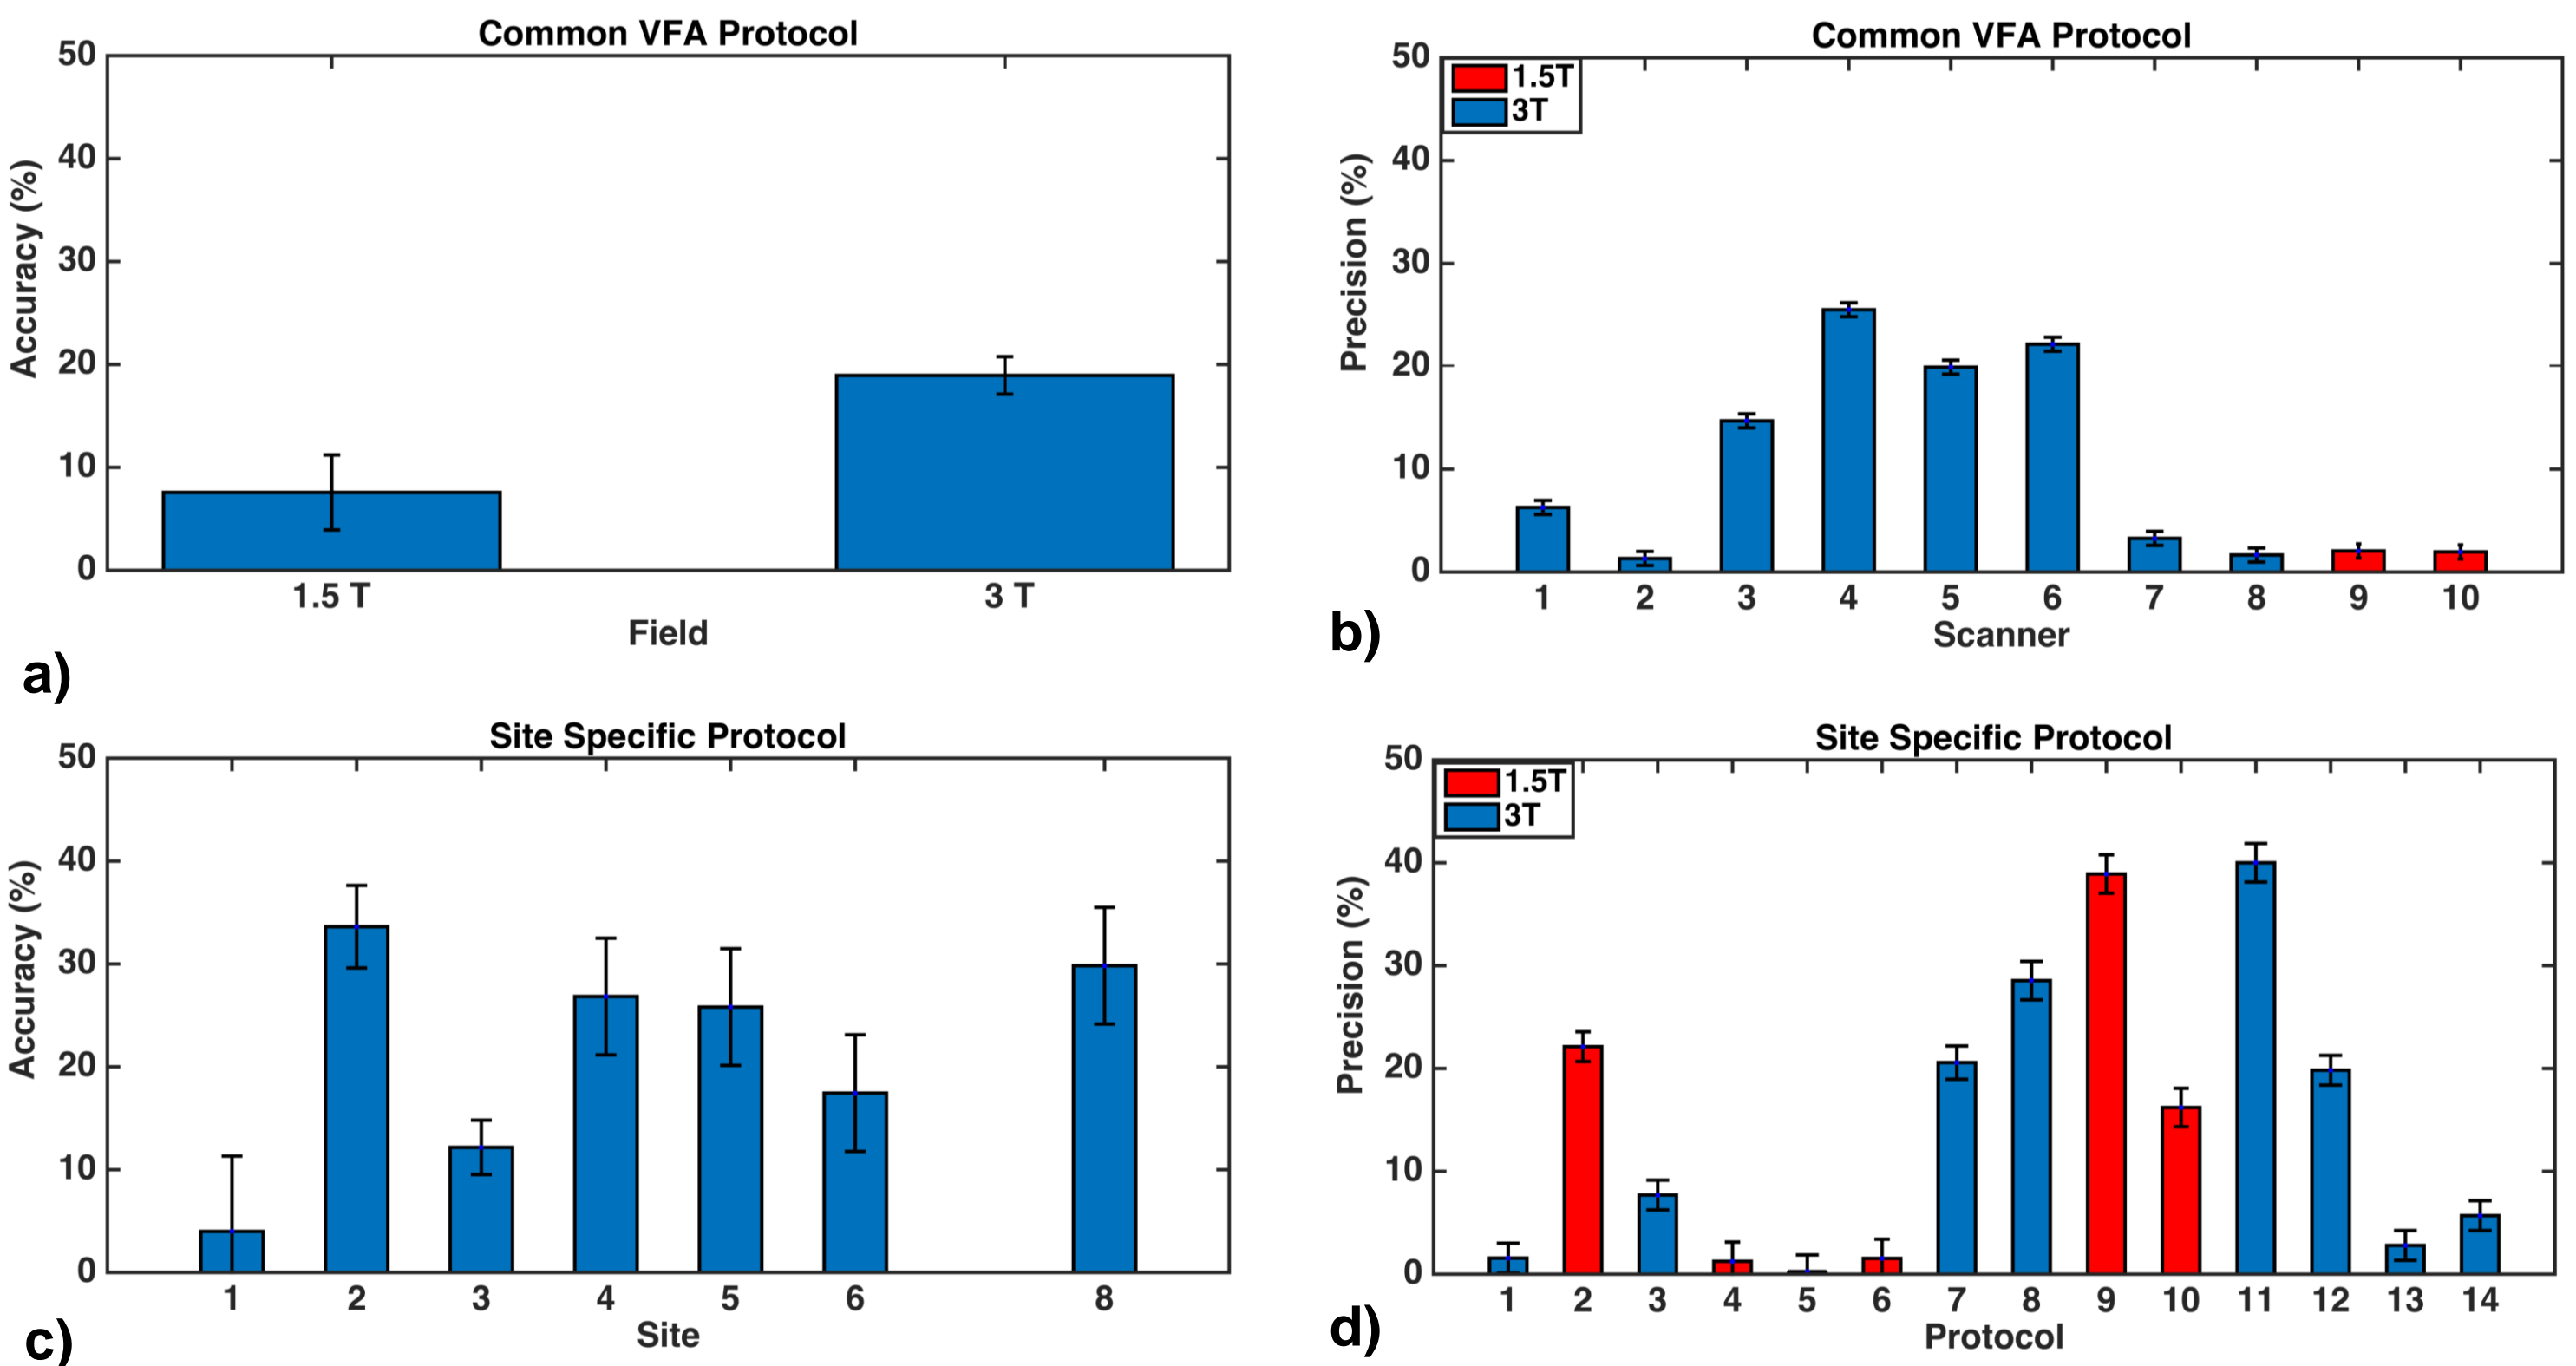 Common VFA Protocol
50
40
30
20
10
0
Accuracy (%)
1.5 T
3 T
Field
a)
Common VFA Protocol
1.5T
3T
50
40
30
20
10
0
Precision (%)
1 2 3 4 5 6 7 8 9 10
Scanner
b)
Site Specific Protocol
50
40
30
20
10
0
Accuracy (%)
1 2 3 4 5 6 8
Site
c)
Site Specific Protocol
1.5T
3T
50
40
30
20
10
0
Precision (%)
1 2 3 4 5 6 7 8 9 10 11 12 13 14
Protocol
d)